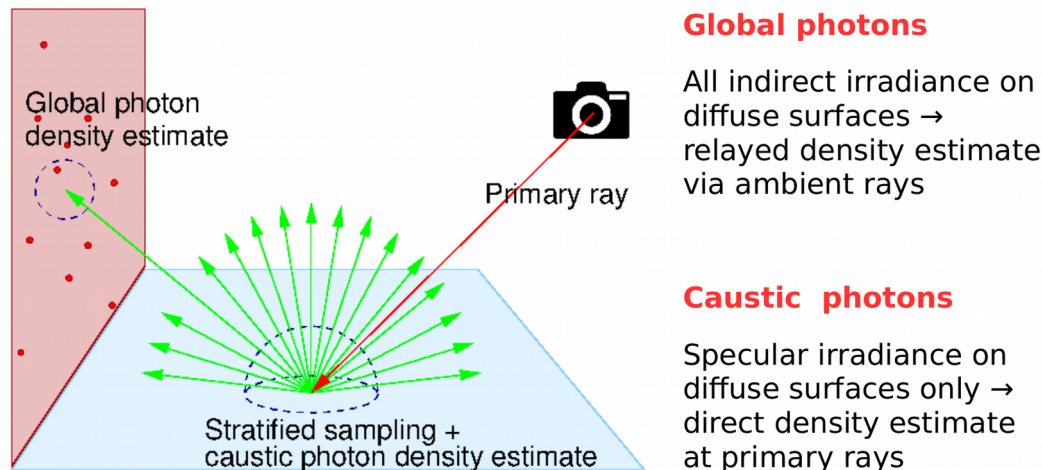 Global photons
All indirect irradiance on
diffuse surfaces →
relayed density estimate
via ambient rays
Global photon
density estimate
Primary ray
Caustic photons
Specular irradiance on
diffuse surfaces only →
direct density estimate
at primary rays
Stratified sampling +
caustic photon density estimate